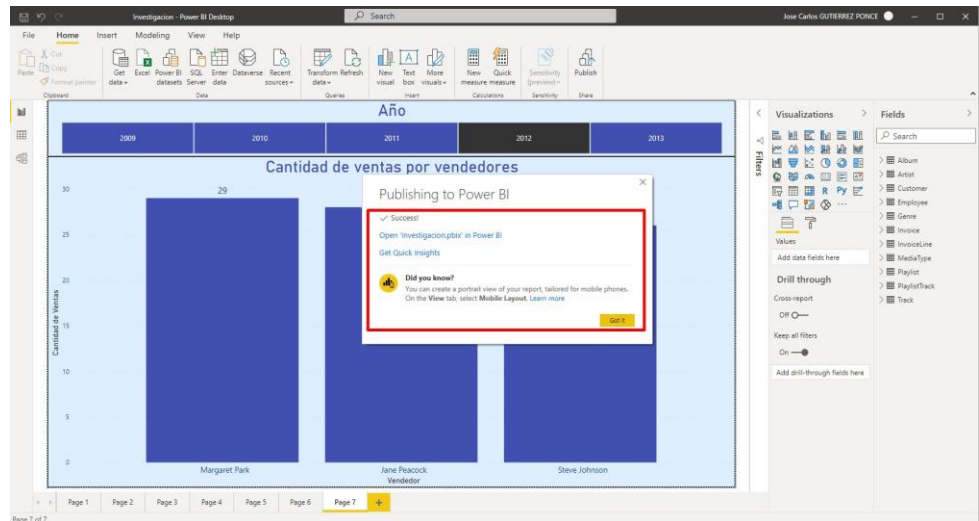 Investigacion - Power BI Desktop
Search
Jose Carlos GUTIERREZ PONCE
File Home Insert Modeling View Help
Paste
Cut
Copy
Format painter
Get data
Excel
Power BI datasets
SQL Server
Enter data
Dataverse
Recent sources
Transform data
Refresh
New visual
Text box
More visuals
New measure
Quick measure
Sensitivity (preview)
Publish
Clipboard
Data
Queries
Insert
Calculations
Sensitivity
Share
Año
2009 2010 2011 2012 2013
Cantidad de ventas por vendedores
Cantidad de Ventas
30
25
20
15
10
5
0
29
Margaret Park
Jane Peacock
Steve Johnson
Vendedor
Publishing to Power BI
Success!
Open 'Investigacion.pbix' in Power BI
Get Quick Insights
Did you know?
You can create a portrait view of your report, tailored for mobile phones.
On the View tab, select Mobile Layout. Learn more
Got it
Filters
Visualizations
R Py
Values
Add data fields here
Drill through
Cross-report
Off
Keep all filters
On
Add drill-through fields here
Fields
Search
Album
Artist
Customer
Employee
Genre
Invoice
InvoiceLine
MediaType
Playlist
PlaylistTrack
Track
Page 1 Page 2 Page 3 Page 4 Page 5 Page 6 Page 7
Page 7 of 7